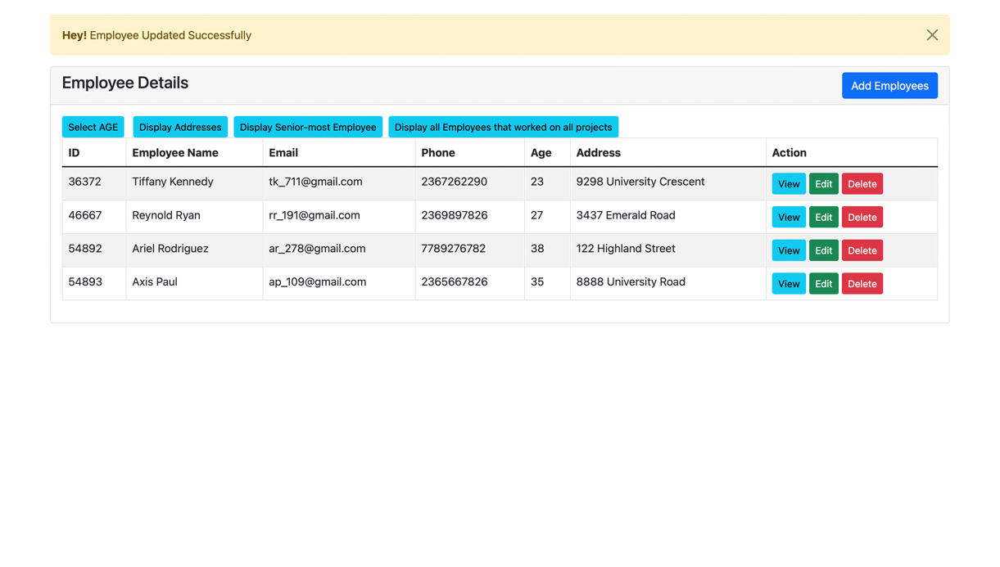 Hey! Employee Updated Successfully
Employee Details
Add Employees
Select AGE Display Addresses Display Senior-most Employee Display all Employees that worked on all projects
ID Employee Name Email Phone Age Address Action
36372 Tiffany Kennedy tk_711@gmail.com 2367262290 23 9298 University Crescent View Edit Delete
46667 Reynold Ryan rr_191@gmail.com 2369897826 27 3437 Emerald Road View Edit Delete
54892 Ariel Rodriguez ar_278@gmail.com 7789276782 38 122 Highland Street View Edit Delete
54893 Axis Paul ap_109@gmail.com 2365667826 35 8888 University Road View Edit Delete